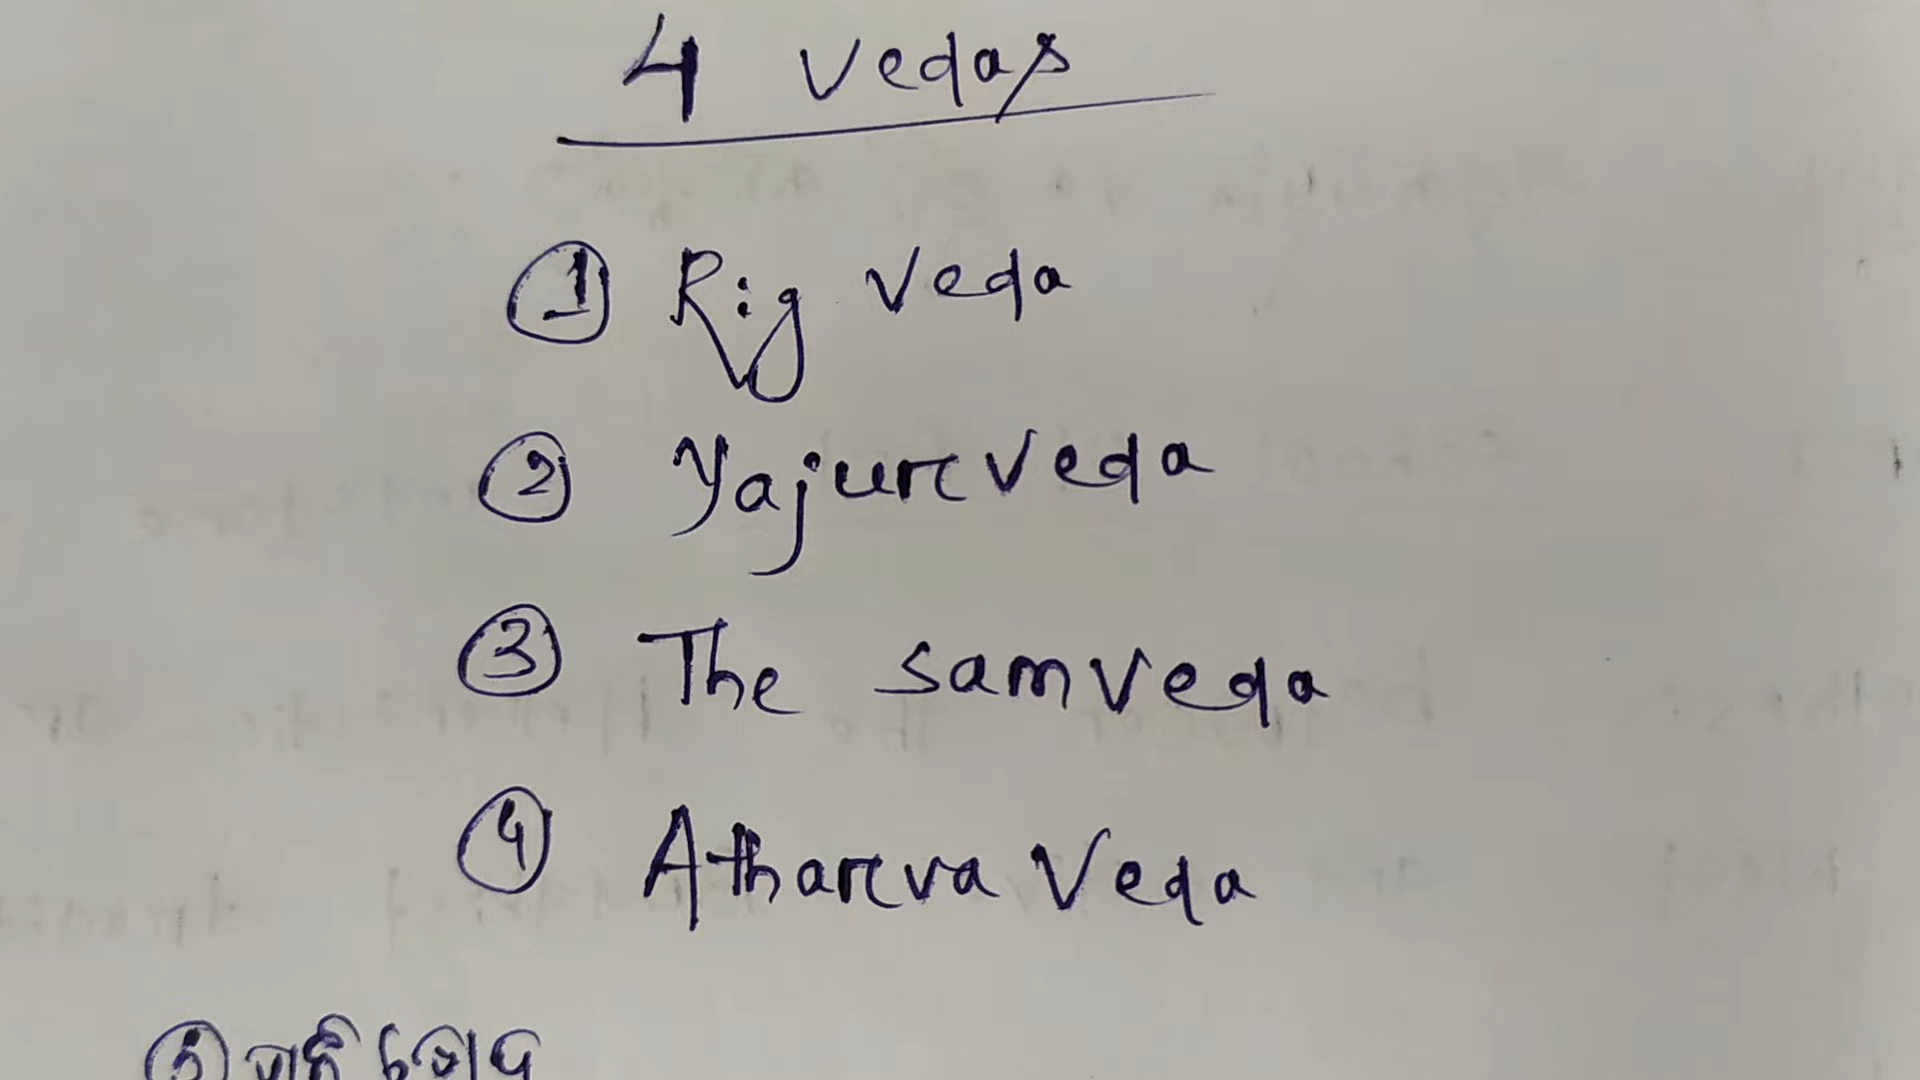 4 Vedas
① Rig Veda
② Yajurveda
③ The samveda
④ Atharva Veda